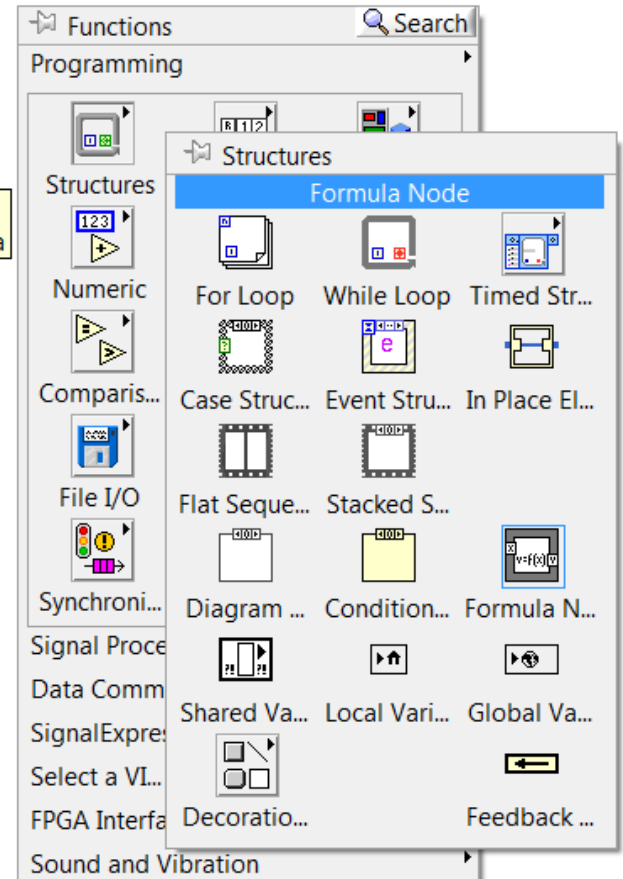 Functions Search
Programming
Structures
Formula Node
Structures
Numeric
Comparis...
File I/O
Synchroni...
For Loop While Loop Timed Str...
Case Struc... Event Stru... In Place El...
Flat Seque... Stacked S...
Diagram ... Condition... Formula N...
Shared Va... Local Vari... Global Va...
Decoratio... Feedback ...
Signal Proce
Data Comm
SignalExpre
Select a VI...
FPGA Interfa
Sound and Vibration